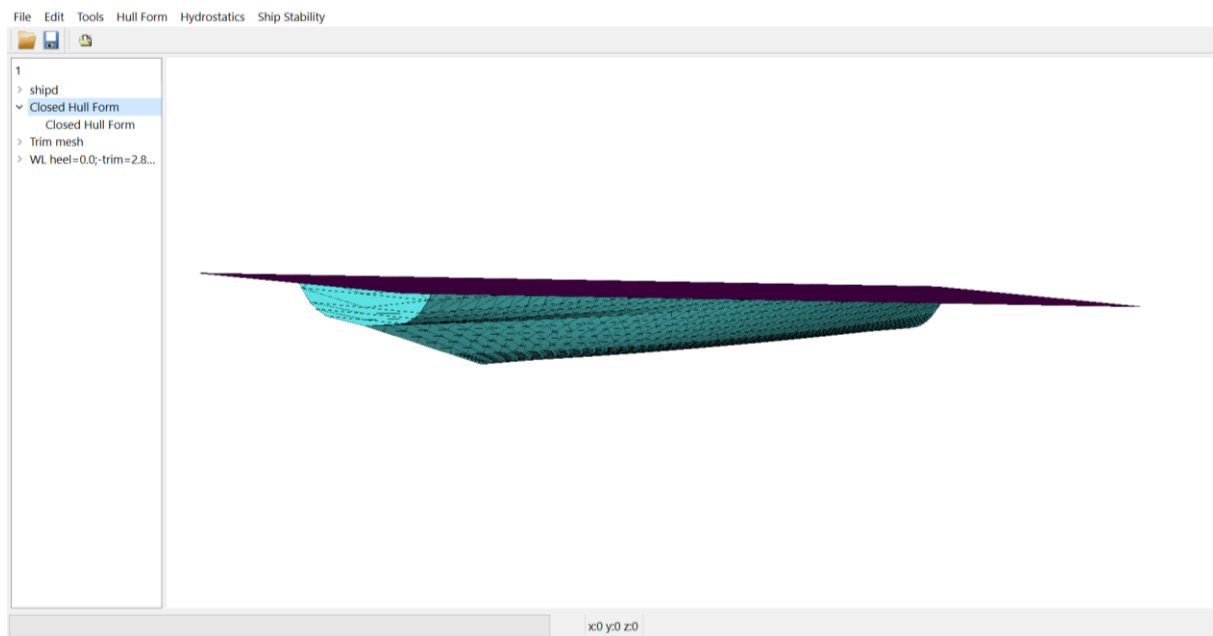 File Edit Tools Hull Form Hydrostatics Ship Stability
1
shipd
Closed Hull Form
Closed Hull Form
Trim mesh
WL heel=0.0;-trim=2.8...
x:0 y:0 z:0